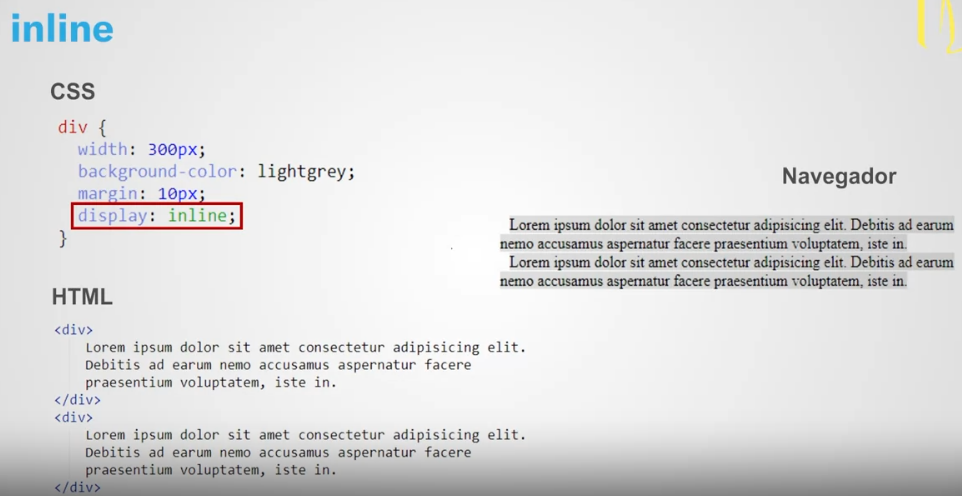 inline
CSS
div {
width: 300px;
background-color: lightgrey;
margin: 10px;
display: inline;
}
HTML
<div>
Lorem ipsum dolor sit amet consectetur adipisicing elit.
Debitis ad earum nemo accusamus aspernatur facere
praesentium voluptatem, iste in.
</div>
<div>
Lorem ipsum dolor sit amet consectetur adipisicing elit.
Debitis ad earum nemo accusamus aspernatur facere
praesentium voluptatem, iste in.
</div>
Navegador
Lorem ipsum dolor sit amet consectetur adipisicing elit. Debitis ad earum
nemo accusamus aspernatur facere praesentium voluptatem, iste in.
Lorem ipsum dolor sit amet consectetur adipisicing elit. Debitis ad earum
nemo accusamus aspernatur facere praesentium voluptatem, iste in.